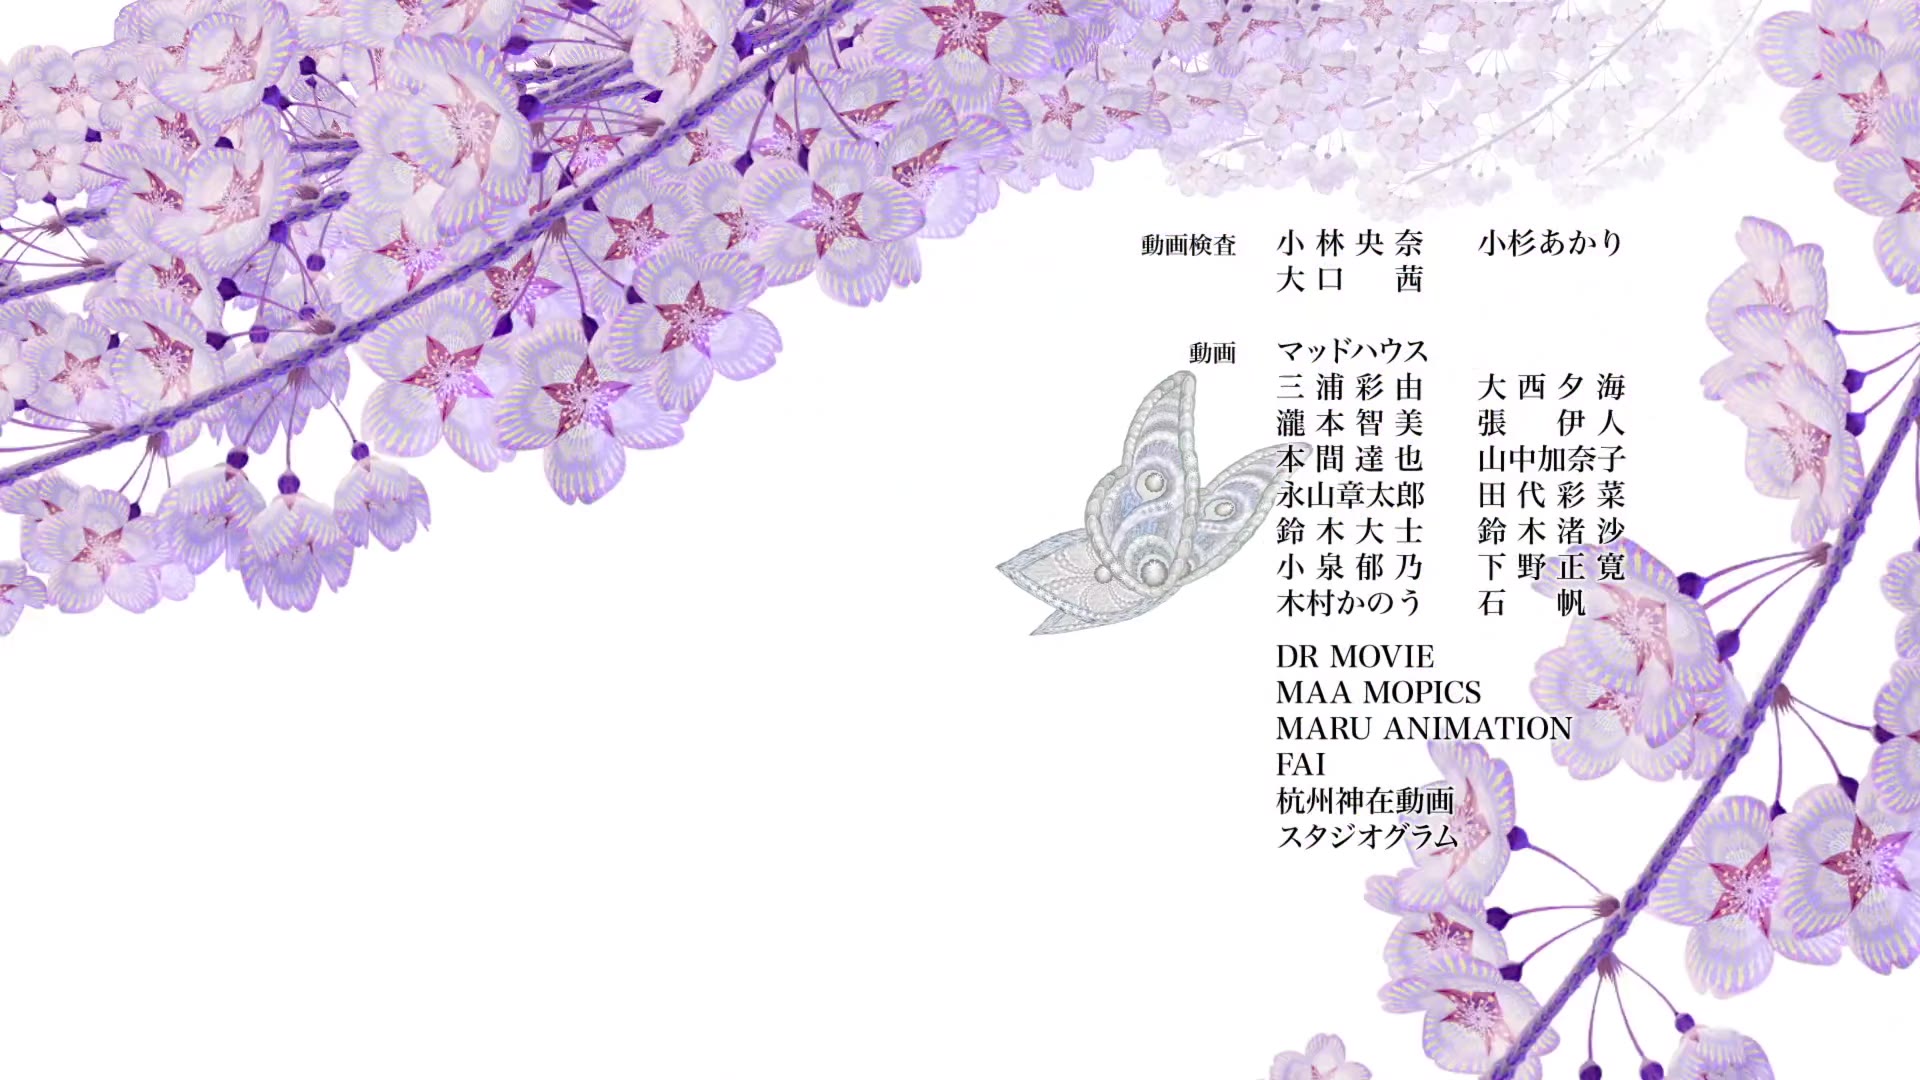 動画検査 小林央奈 小杉あかり
大口 茜
動画 マッドハウス
三浦彩由 大西夕海
瀧本智美 張 伊人
本間達也 山中加奈子
永山章太郎 田代彩菜
鈴木大士 鈴木渚沙
小泉郁乃 下野正寛
木村かのう 石 帆
DR MOVIE
MAA MOPICS
MARU ANIMATION
FAI
杭州神在動画
スタジオグラム